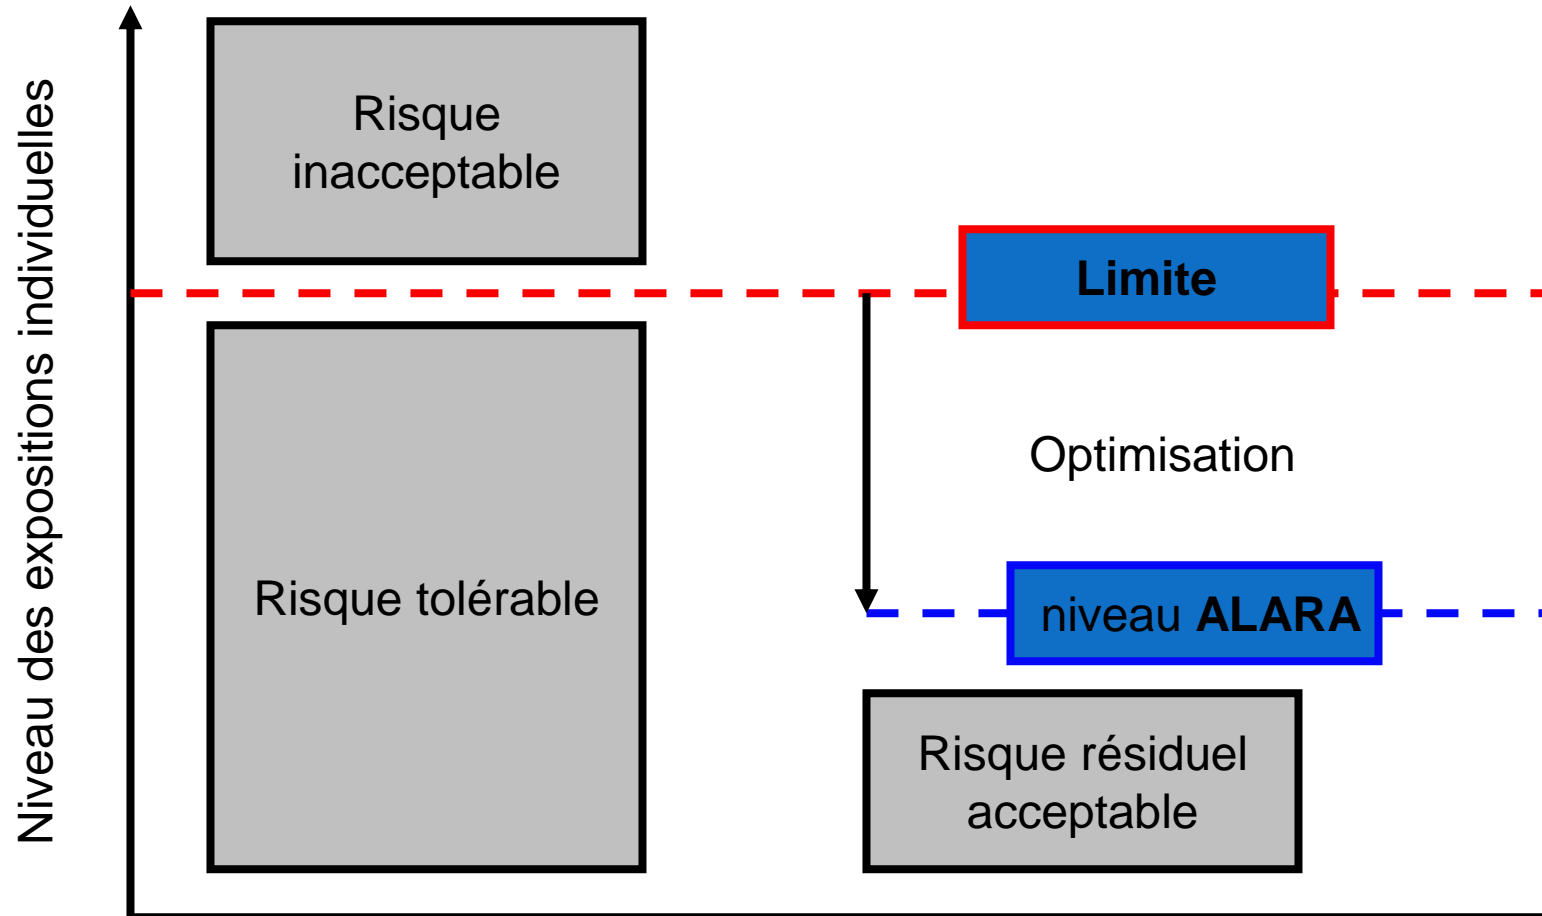 Niveau des expositions individuelles
Risque
inacceptable
Limite
Optimisation
Risque tolérable
niveau ALARA
Risque résiduel
acceptable